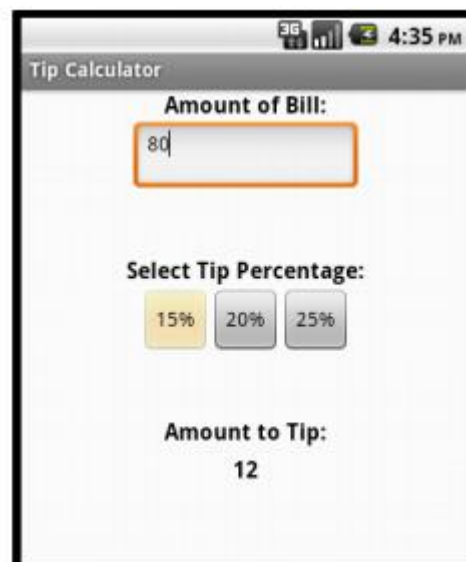 3G 4:35 PM
Tip Calculator
Amount of Bill:
80
Select Tip Percentage:
15% 20% 25%
Amount to Tip:
12